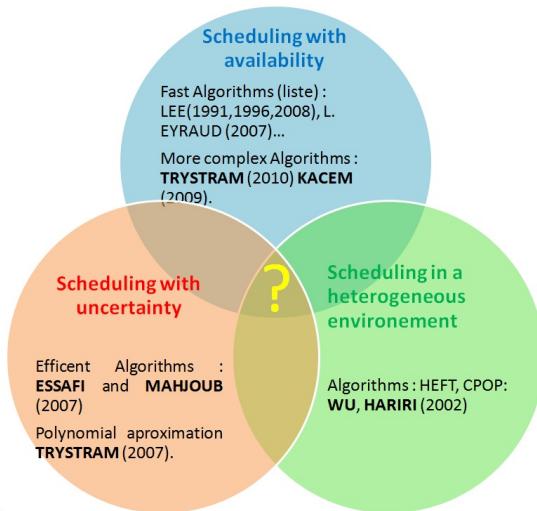 Scheduling with
availability
Fast Algorithms (liste) :
LEE(1991,1996,2008), L.
EYRAUD (2007)...
More complex Algorithms :
TRYSTRAM (2010) KACEM
(2009).
?
Scheduling with
uncertainty
Efficent Algorithms :
ESSAFI and MAHJOUB
(2007)
Polynomial aproximation
TRYSTRAM (2007).
Scheduling in a
heterogeneous
environement
Algorithms : HEFT, CPOP:
WU, HARIRI (2002)